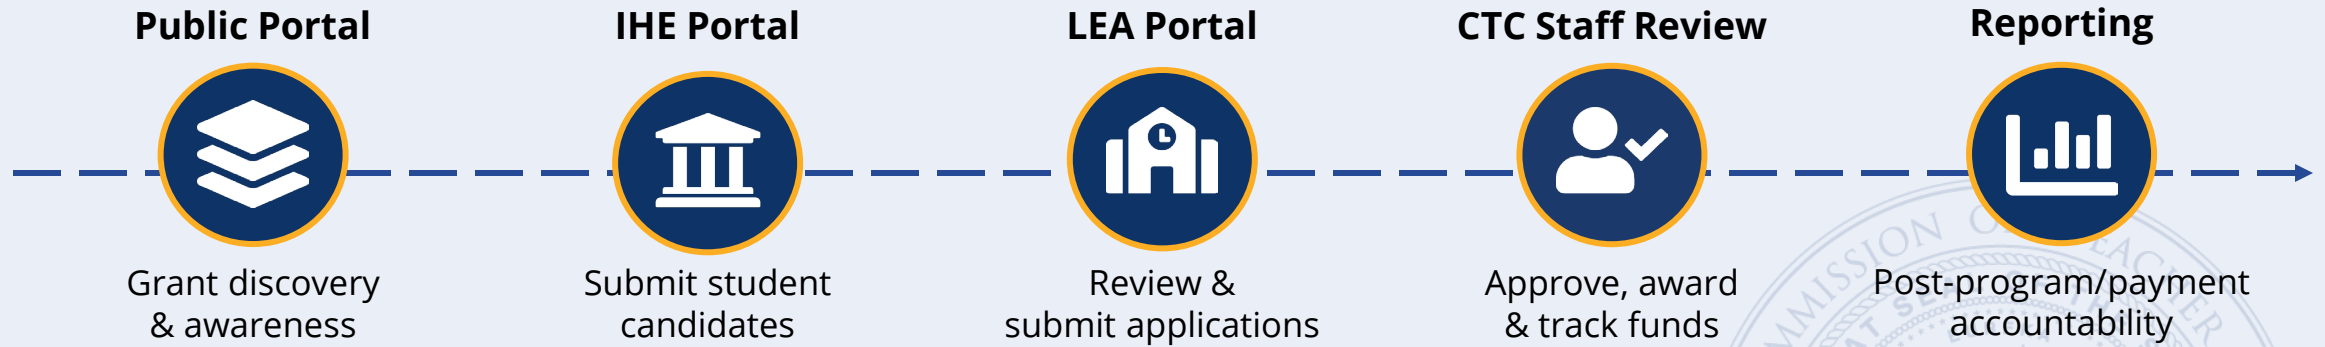 Public Portal
Grant discovery
& awareness
IHE Portal
Submit student
candidates
LEA Portal
Review &
submit applications
CTC Staff Review
Approve, award
& track funds
Reporting
Post-program/payment
accountability